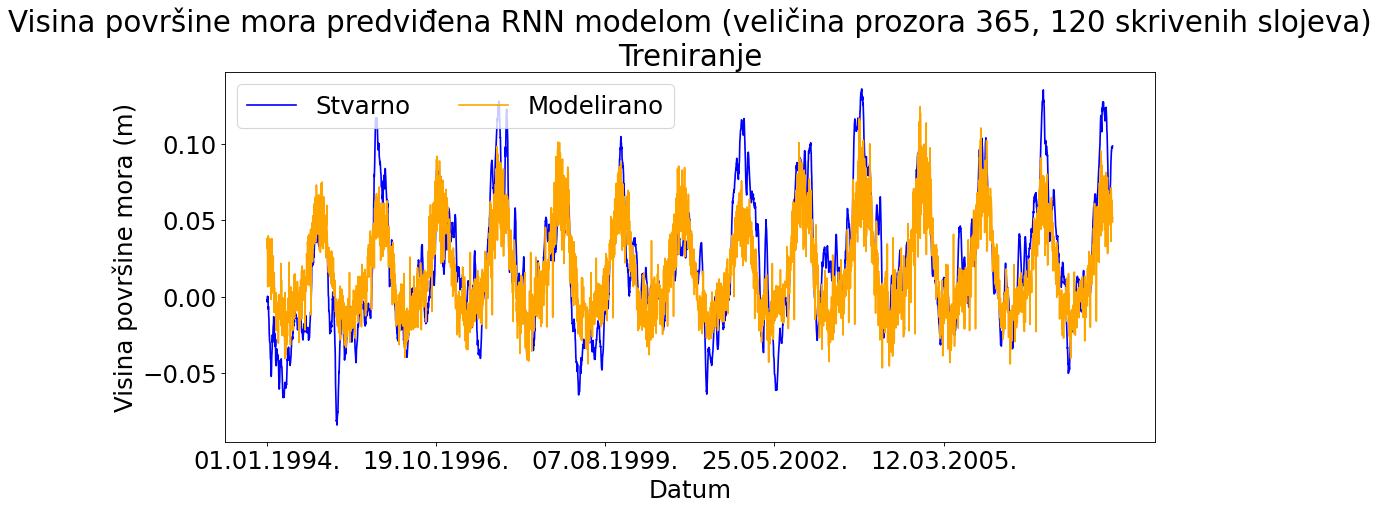 Visina površine mora predviđena RNN modelom (veličina prozora 365, 120 skrivenih slojeva)
Treniranje
Stvarno Modelirano
Visina površine mora (m)
0.10
0.05
0.00
−0.05
01.01.1994. 19.10.1996. 07.08.1999. 25.05.2002. 12.03.2005.
Datum